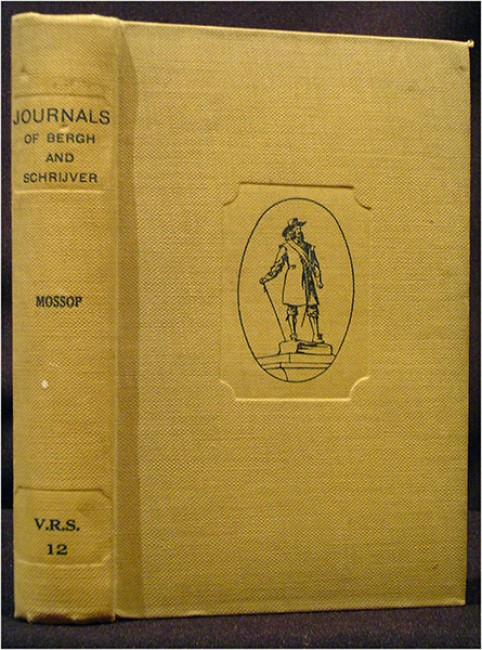 JOURNALS
OF BERGH
AND
SCHRIJVER
MOSSOP
V.R.S.
12